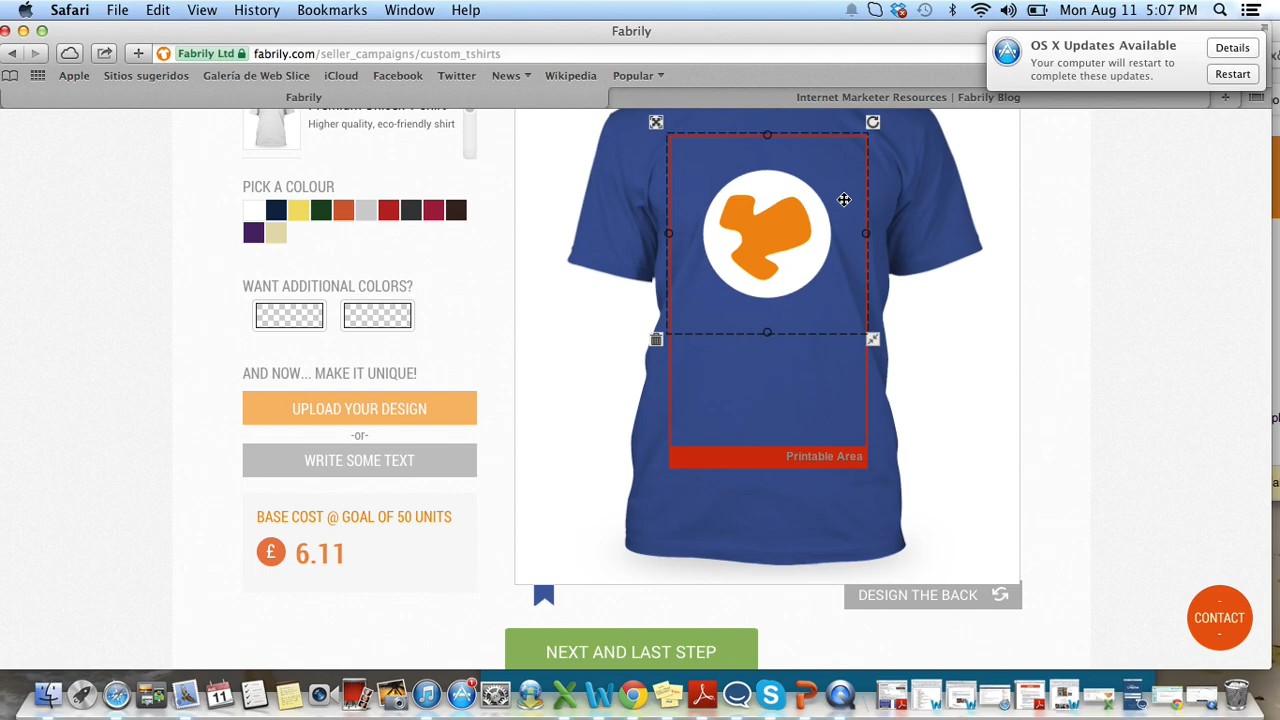 Safari File Edit View History Bookmarks Window Help Mon Aug 11 5:07 PM
Fabrily
Fabrily Ltd fabrily.com/seller_campaigns/custom_tshirts
OS X Updates Available
Your computer will restart to
complete these updates.
Details
Restart
Apple Sitios sugeridos Galería de Web Slice iCloud Facebook Twitter News Wikipedia Popular
Fabrily Internet Marketer Resources | Fabrily Blog
Higher quality, eco-friendly shirt
PICK A COLOUR
WANT ADDITIONAL COLORS?
AND NOW... MAKE IT UNIQUE!
UPLOAD YOUR DESIGN
-or-
WRITE SOME TEXT
BASE COST @ GOAL OF 50 UNITS
£ 6.11
Printable Area
DESIGN THE BACK
NEXT AND LAST STEP
-
CONTACT
-